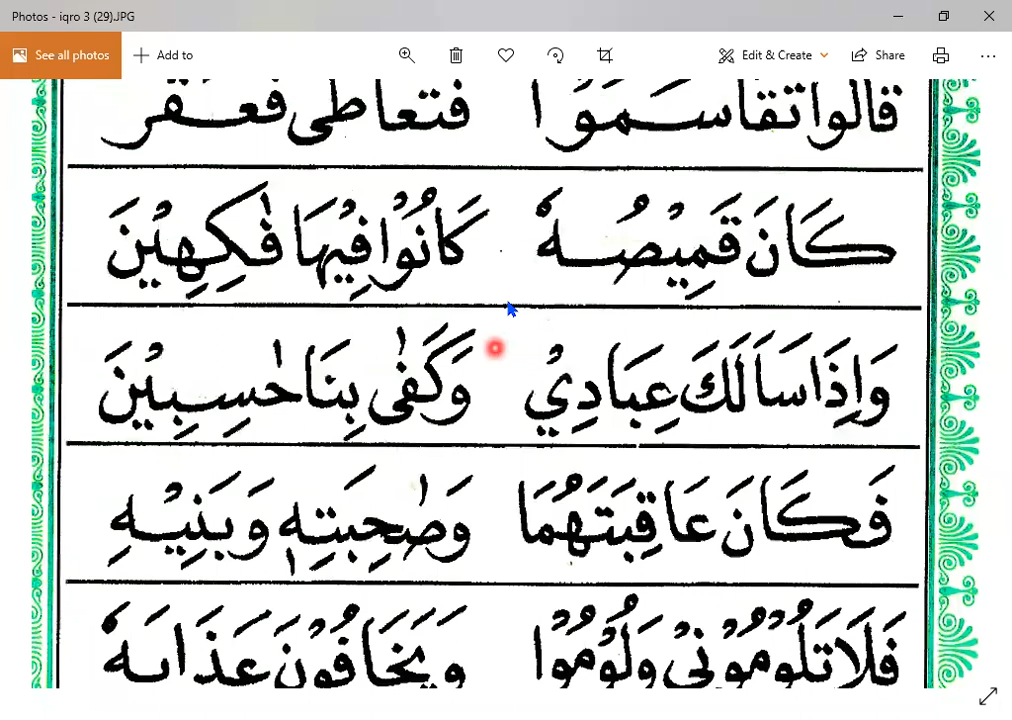 Photos - iqro 3 (29).JPG
See all photos
Add to
Edit & Create
Share
قالوا تقاسموا فتعاطى فعقر
كَانَ قَمِيْصُهٗ كَانُوْا فِيْهَا فٰكِهِيْنَ
وَاِذَا سَاَلَكَ عِبَادِيْ وَكَفٰى بِنَا حٰسِبِيْنَ
فَكَانَ عَاقِبَتَهُمَا وَصٰحِبَتِهٖ وَبَنِيْهِ
فَلَا تَلُوْمُوْنِيْ وَلُوْمُوْا وَيَخَافُوْنَ عَذَابَهٗ